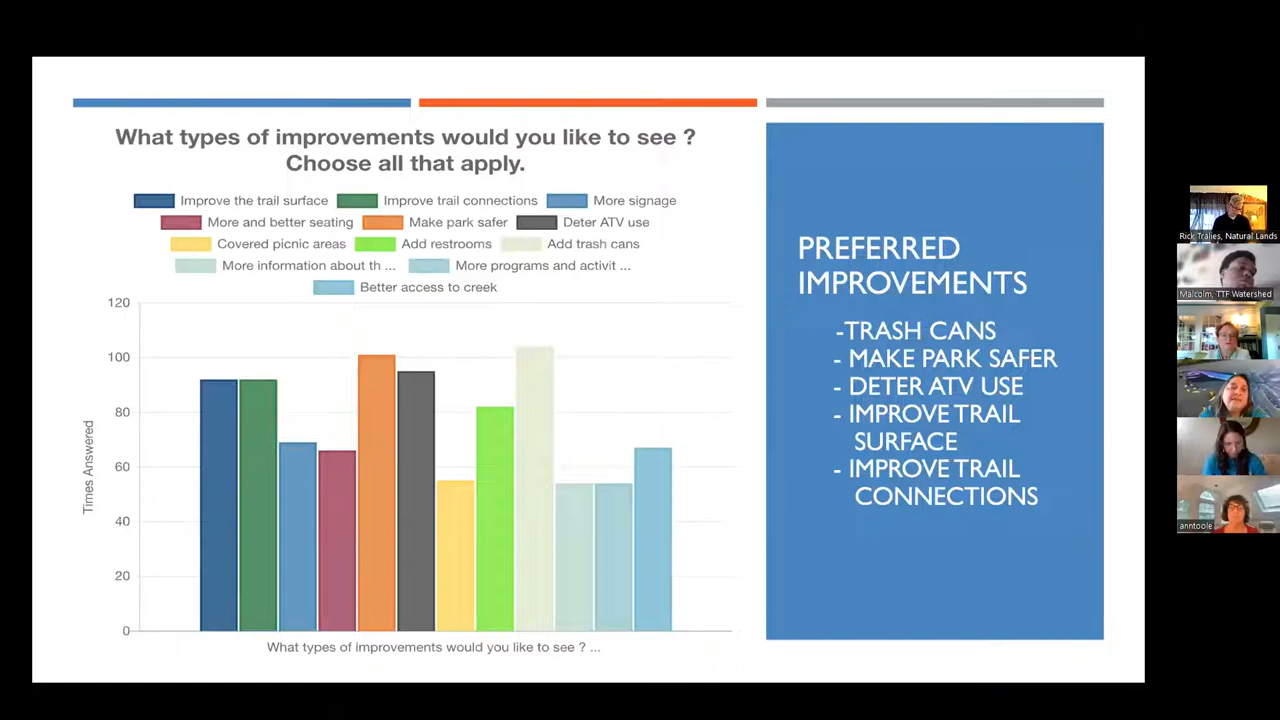 What types of improvements would you like to see ?
Choose all that apply.
Improve the trail surface Improve trail connections More signage
More and better seating Make park safer Deter ATV use
Covered picnic areas Add restrooms Add trash cans
More information about th ... More programs and activit ...
Better access to creek
120
100
80
60
40
20
0
Times Answered
What types of improvements would you like to see ? ...
PREFERRED
IMPROVEMENTS
-TRASH CANS
- MAKE PARK SAFER
- DETER ATV USE
- IMPROVE TRAIL
SURFACE
- IMPROVE TRAIL
CONNECTIONS
Rick Tralies, Natural Lands
Malcolm, TTF Watershed
anntoole